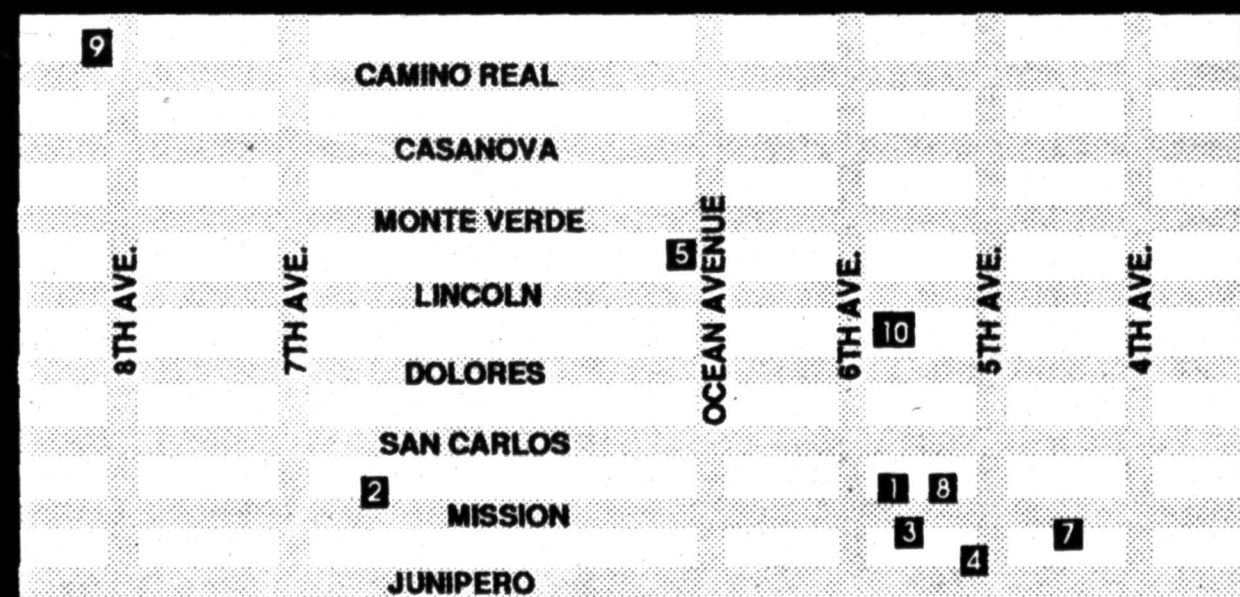 9
CAMINO REAL
CASANOVA
MONTE VERDE
5
OCEAN AVENUE
8TH AVE.
7TH AVE.
6TH AVE.
5TH AVE.
4TH AVE.
LINCOLN
10
DOLORES
SAN CARLOS
2
1
8
MISSION
3
7
4
JUNIPERO